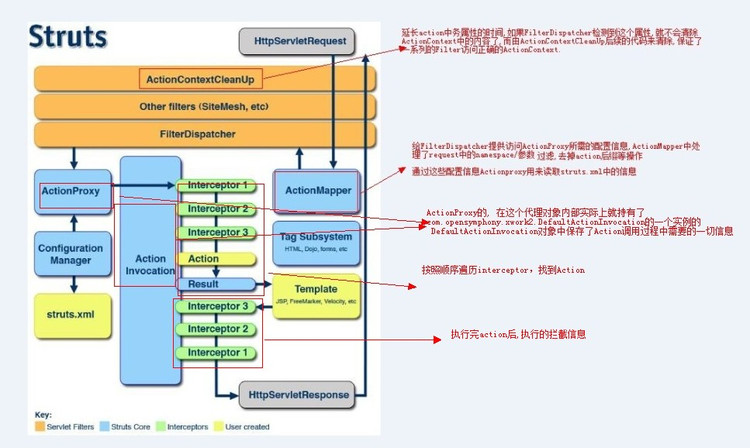 Struts
HttpServletRequest
ActionContextCleanUp
Other filters (SiteMesh, etc)
FilterDispatcher
ActionProxy
Configuration
Manager
struts.xml
Action
Invocation
Interceptor 1
Interceptor 2
Interceptor 3
Action
Result
Interceptor 3
Interceptor 2
Interceptor 1
ActionMapper
Tag Subsystem
HTML, Dojo, forms, etc
Template
JSP, FreeMarker, Velocity, etc
HttpServletResponse
Key:
Servlet Filters
Struts Core
Interceptors
User created
延长action中务属性的时间,如果FilterDispatcher检测到这个属性,就不会清除
ActionContext中的内容了,而由ActionContextCleanUp后续的代码来清除,保证了
一系列的Filter访问正确的ActionContext.
给FilterDispatcher提供访问ActionProxy所需的配置信息,ActionMapper中处
理了request中的namespace/参数 过滤,去掉action后缀等操作
通过这些配置信息Actionproxy用来读取struts.xml中的信息
ActionProxy的, 在这个代理对象内部实际上就持有了
com.opensymphony.xwork2.DefaultActionInvocation的一个实例的
DefaultActionInvocation对象中保存了Action调用过程中需要的一切信息
按照顺序遍历interceptor，找到Action
执行完action后,执行的拦截信息